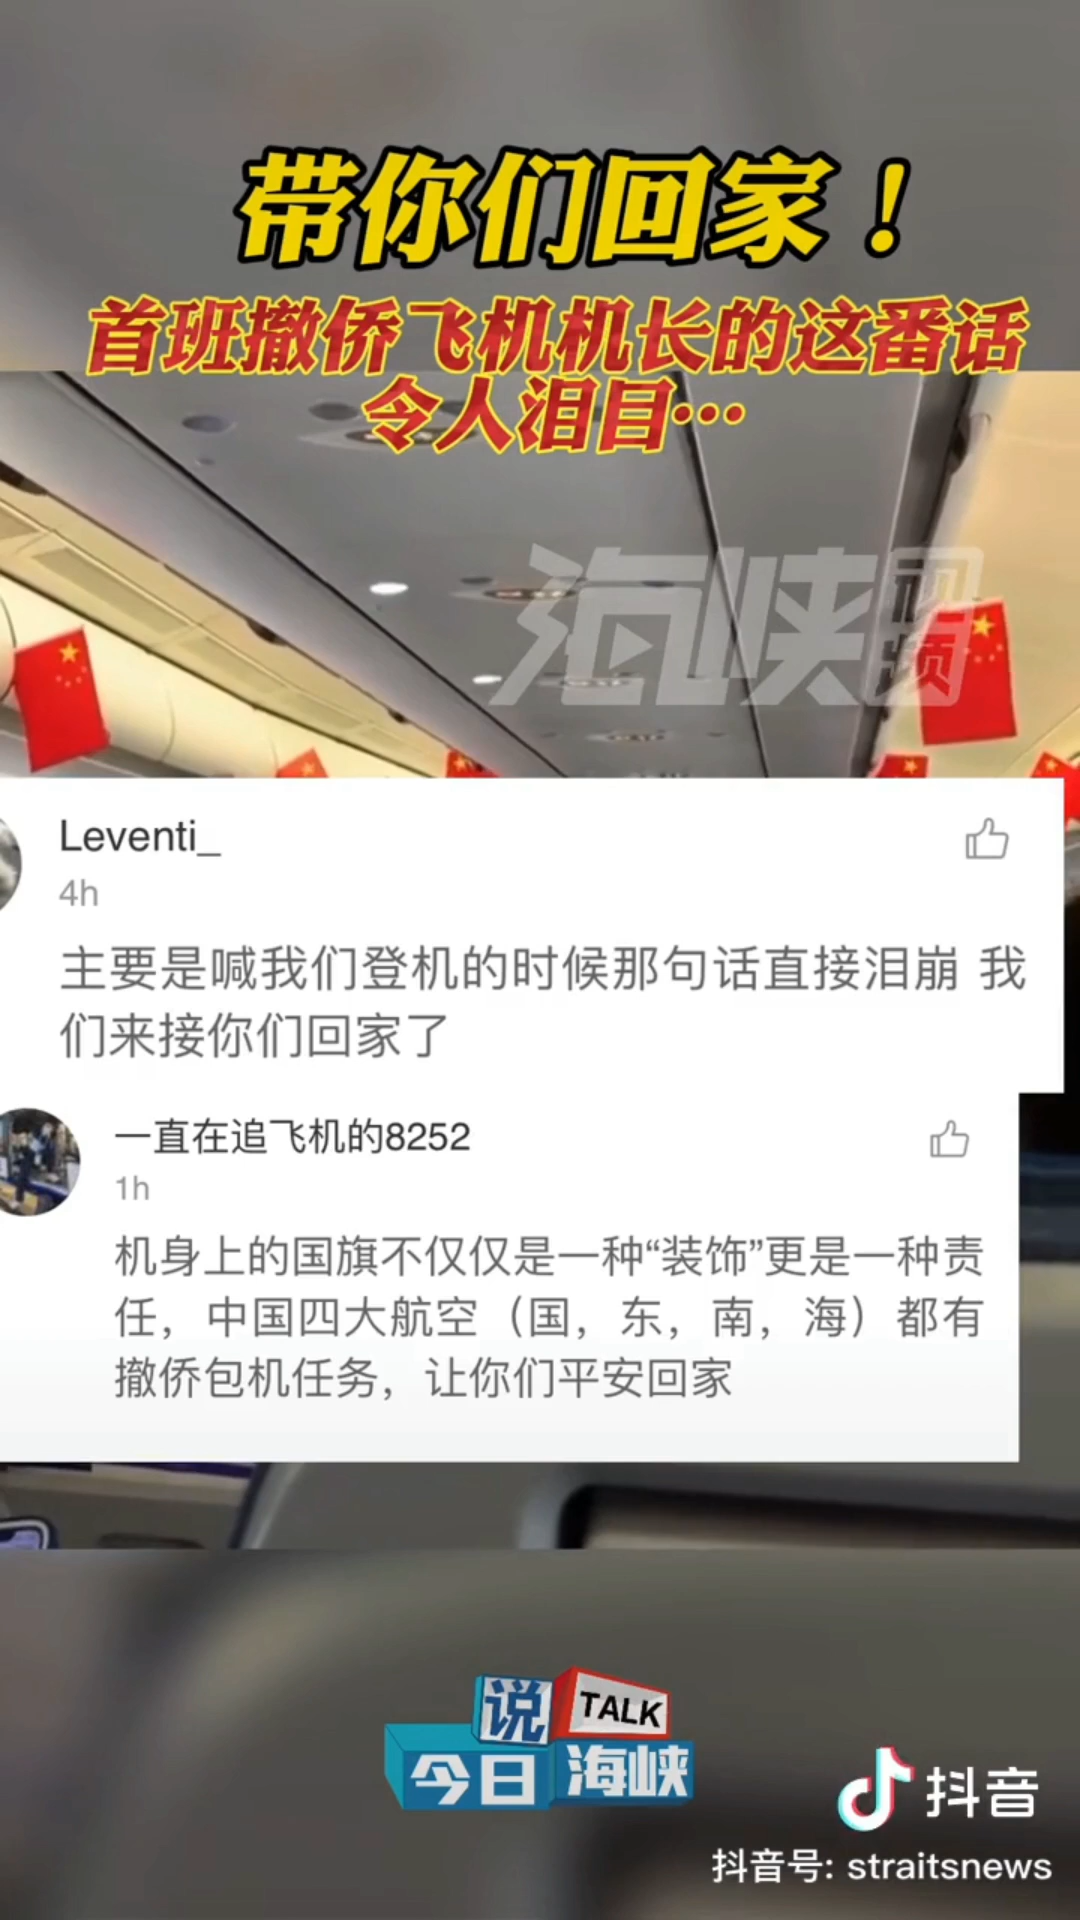 带你们回家！
首班撤侨飞机机长的这番话
令人泪目…
海峡视频
Leventi_
4h
主要是喊我们登机的时候那句话直接泪崩 我
们来接你们回家了
一直在追飞机的8252
1h
机身上的国旗不仅仅是一种“装饰”更是一种责
任，中国四大航空（国，东，南，海）都有
撤侨包机任务，让你们平安回家
说 TALK
今日海峡
抖音
抖音号: straitsnews